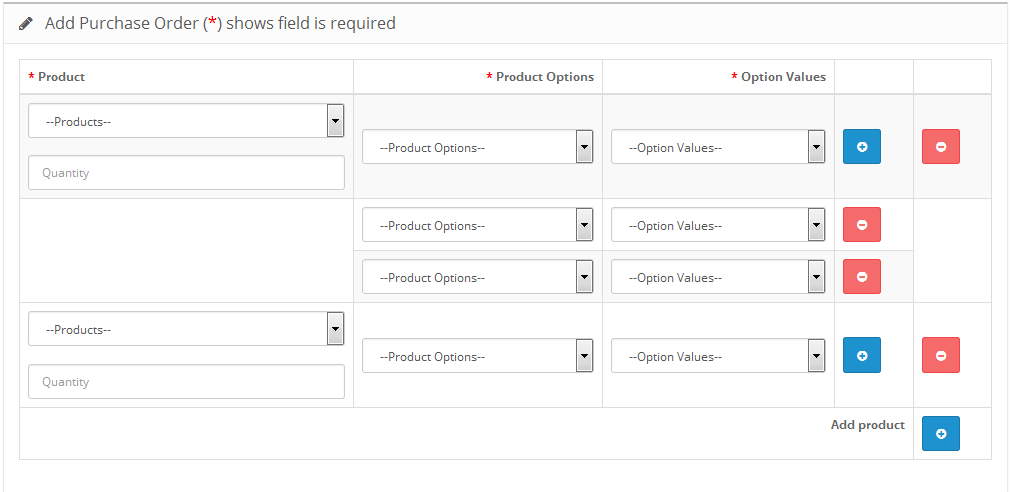 Add Purchase Order (*) shows field is required
* Product * Product Options * Option Values
--Products--
--Product Options-- --Option Values--
Quantity
--Product Options-- --Option Values--
--Product Options-- --Option Values--
--Products--
--Product Options-- --Option Values--
Quantity
Add product